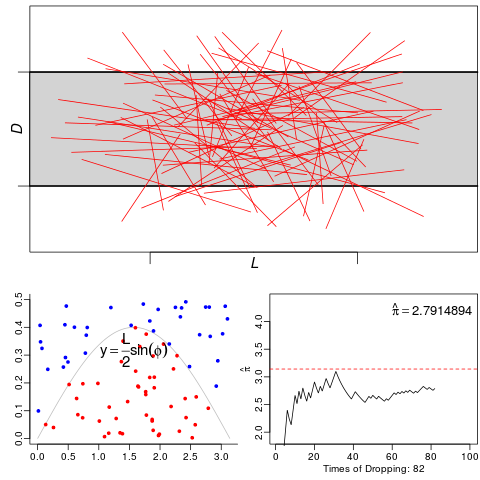 D
L
0.5
0.4
0.3
0.2
0.1
0.0
y = L/2 sin(ϕ)
0.0 0.5 1.0 1.5 2.0 2.5 3.0
π̂ = 2.7914894
4.0
3.5
3.0
2.5
2.0
π̂
0 20 40 60 80 100
Times of Dropping: 82